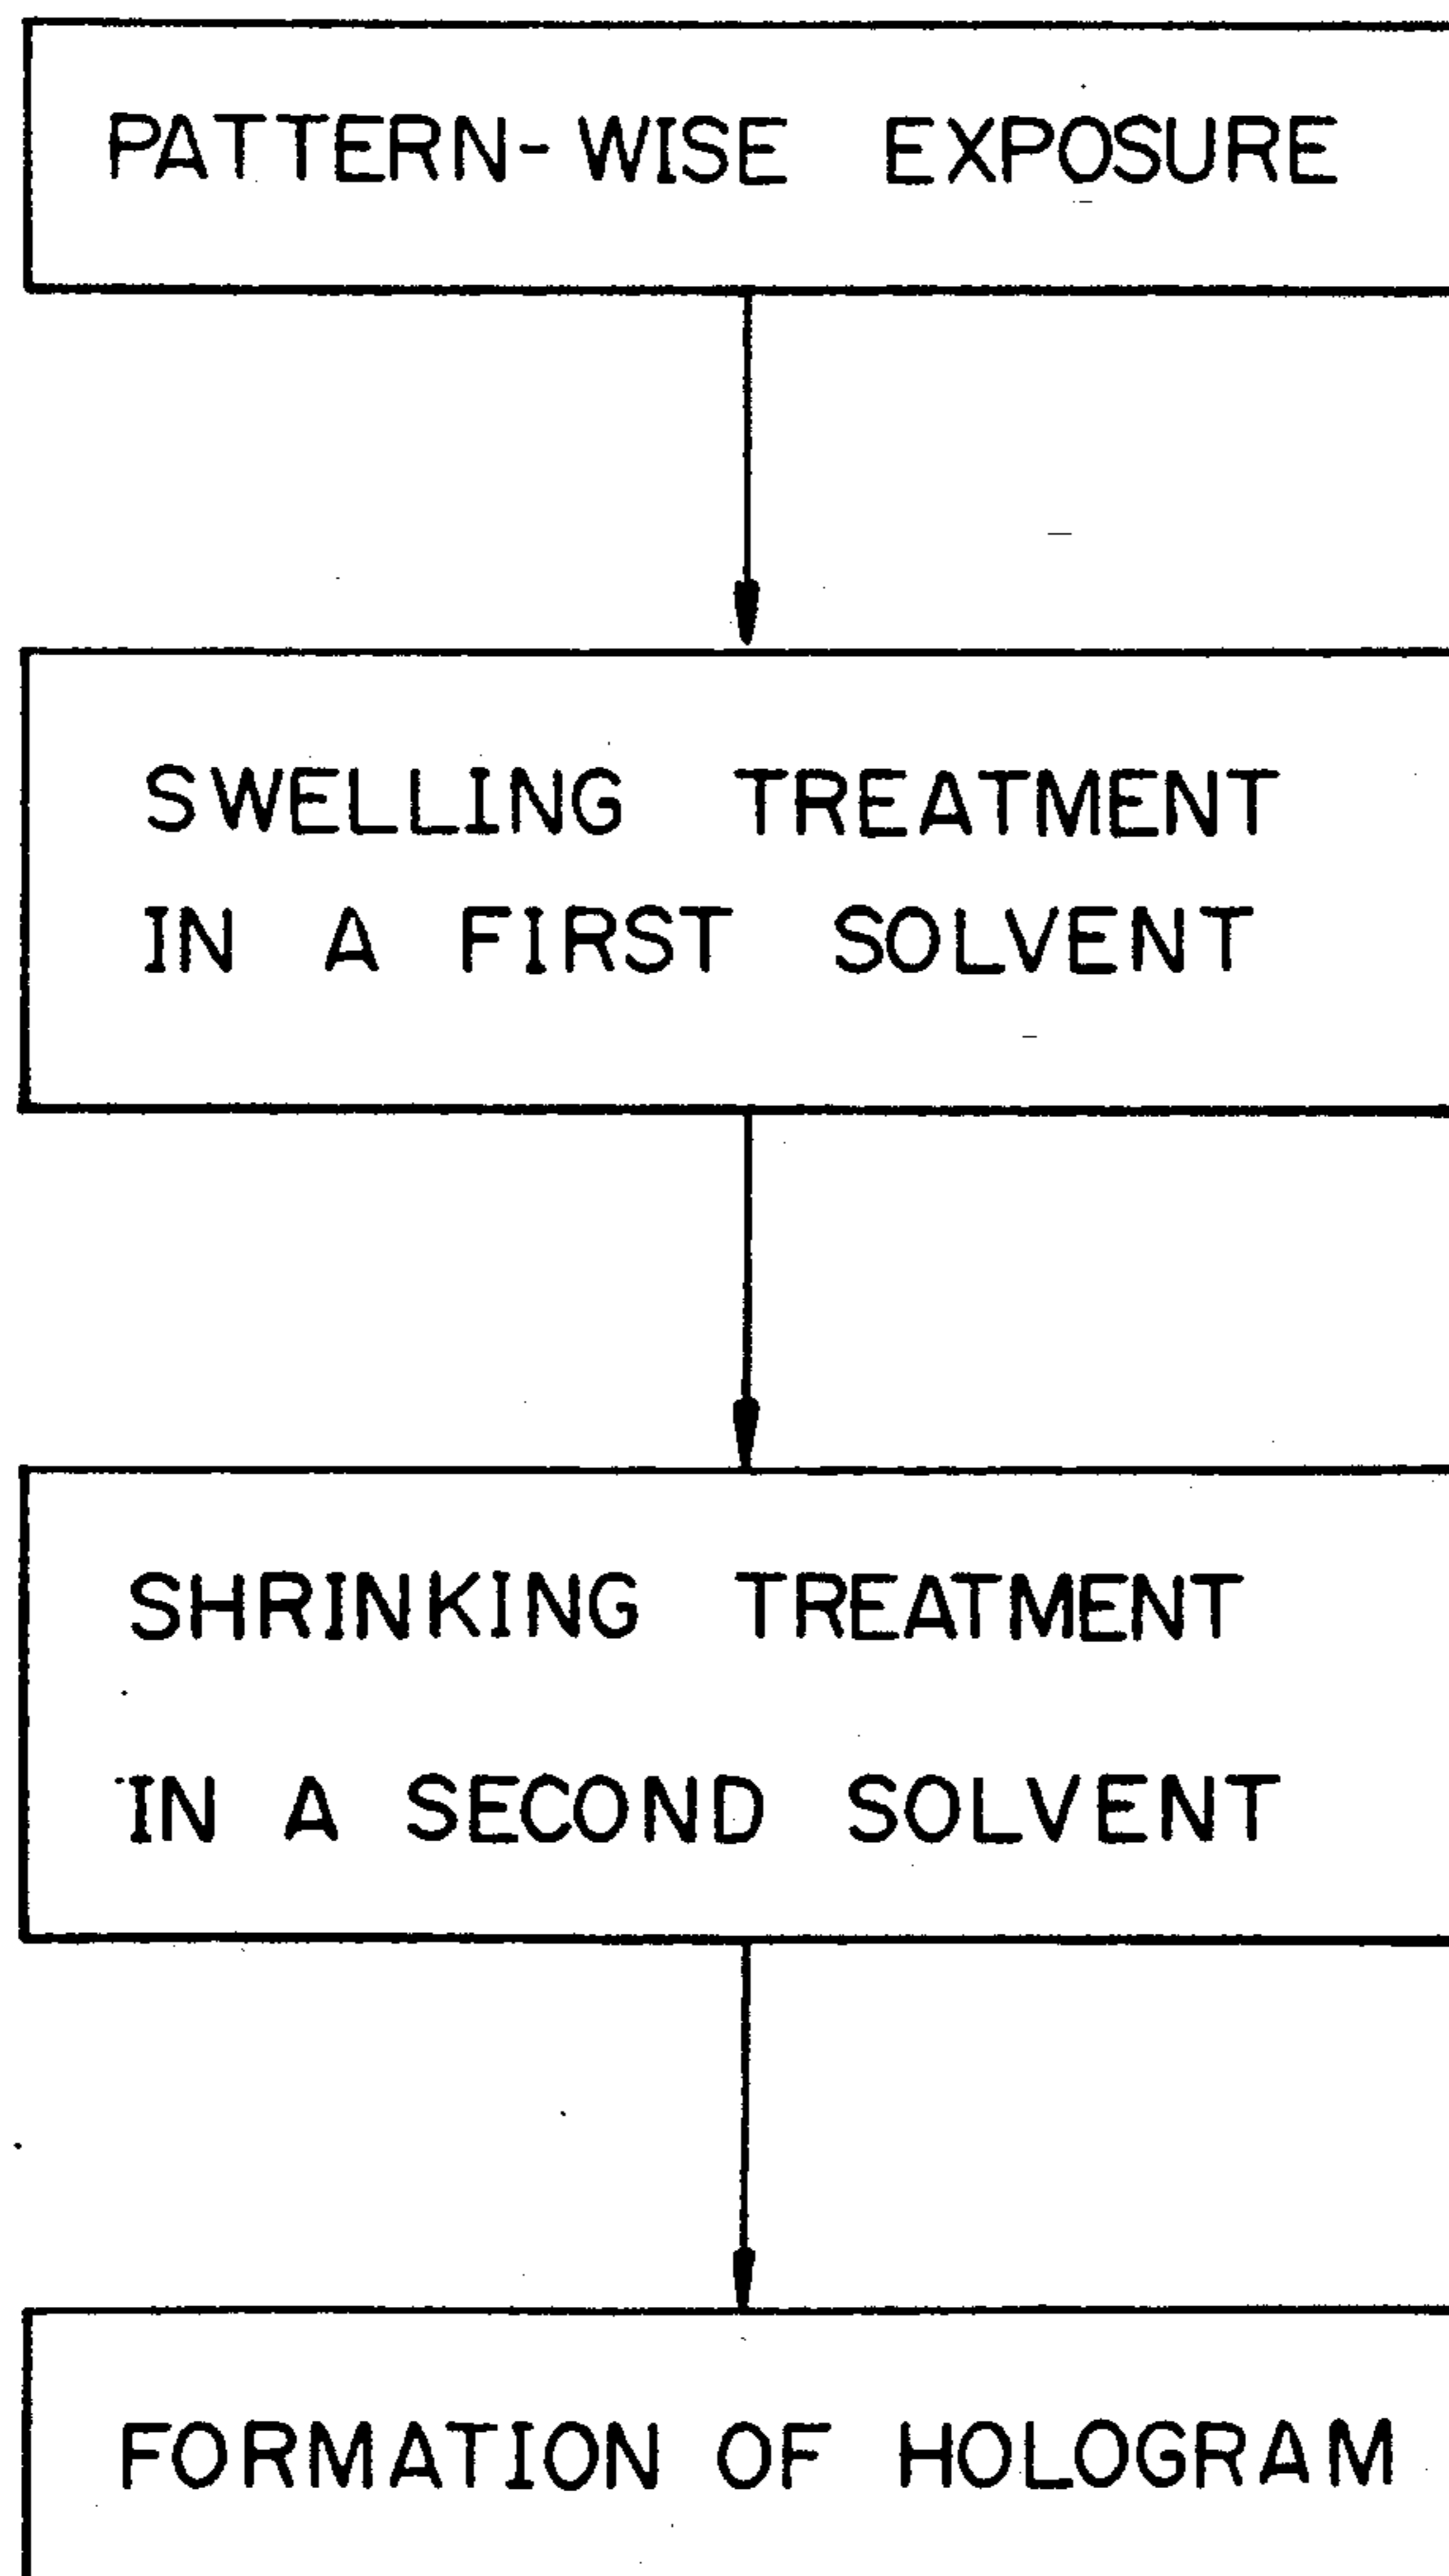 PATTERN-WISE EXPOSURE
SWELLING TREATMENT
IN A FIRST SOLVENT
SHRINKING TREATMENT
IN A SECOND SOLVENT
FORMATION OF HOLOGRAM